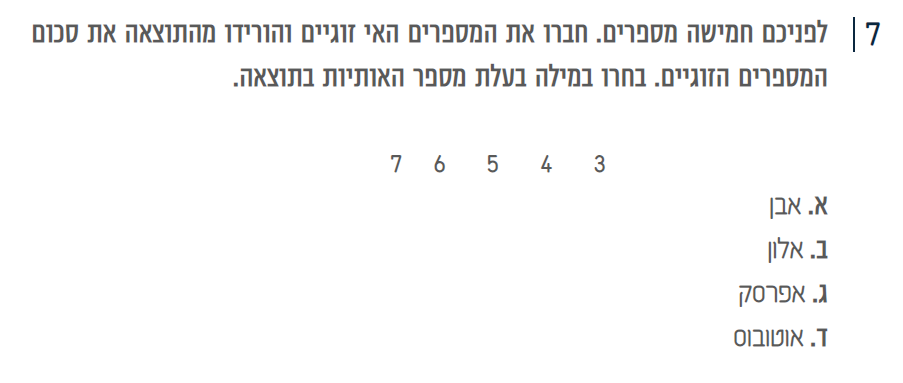 7 | לפניכם חמישה מספרים. חברו את המספרים האי זוגיים והורידו מהתוצאה את סכום
המספרים הזוגיים. בחרו במילה בעלת מספר האותיות בתוצאה.
3 4 5 6 7
א. אבן
ב. אלון
ג. אפרסק
ד. אוטובוס